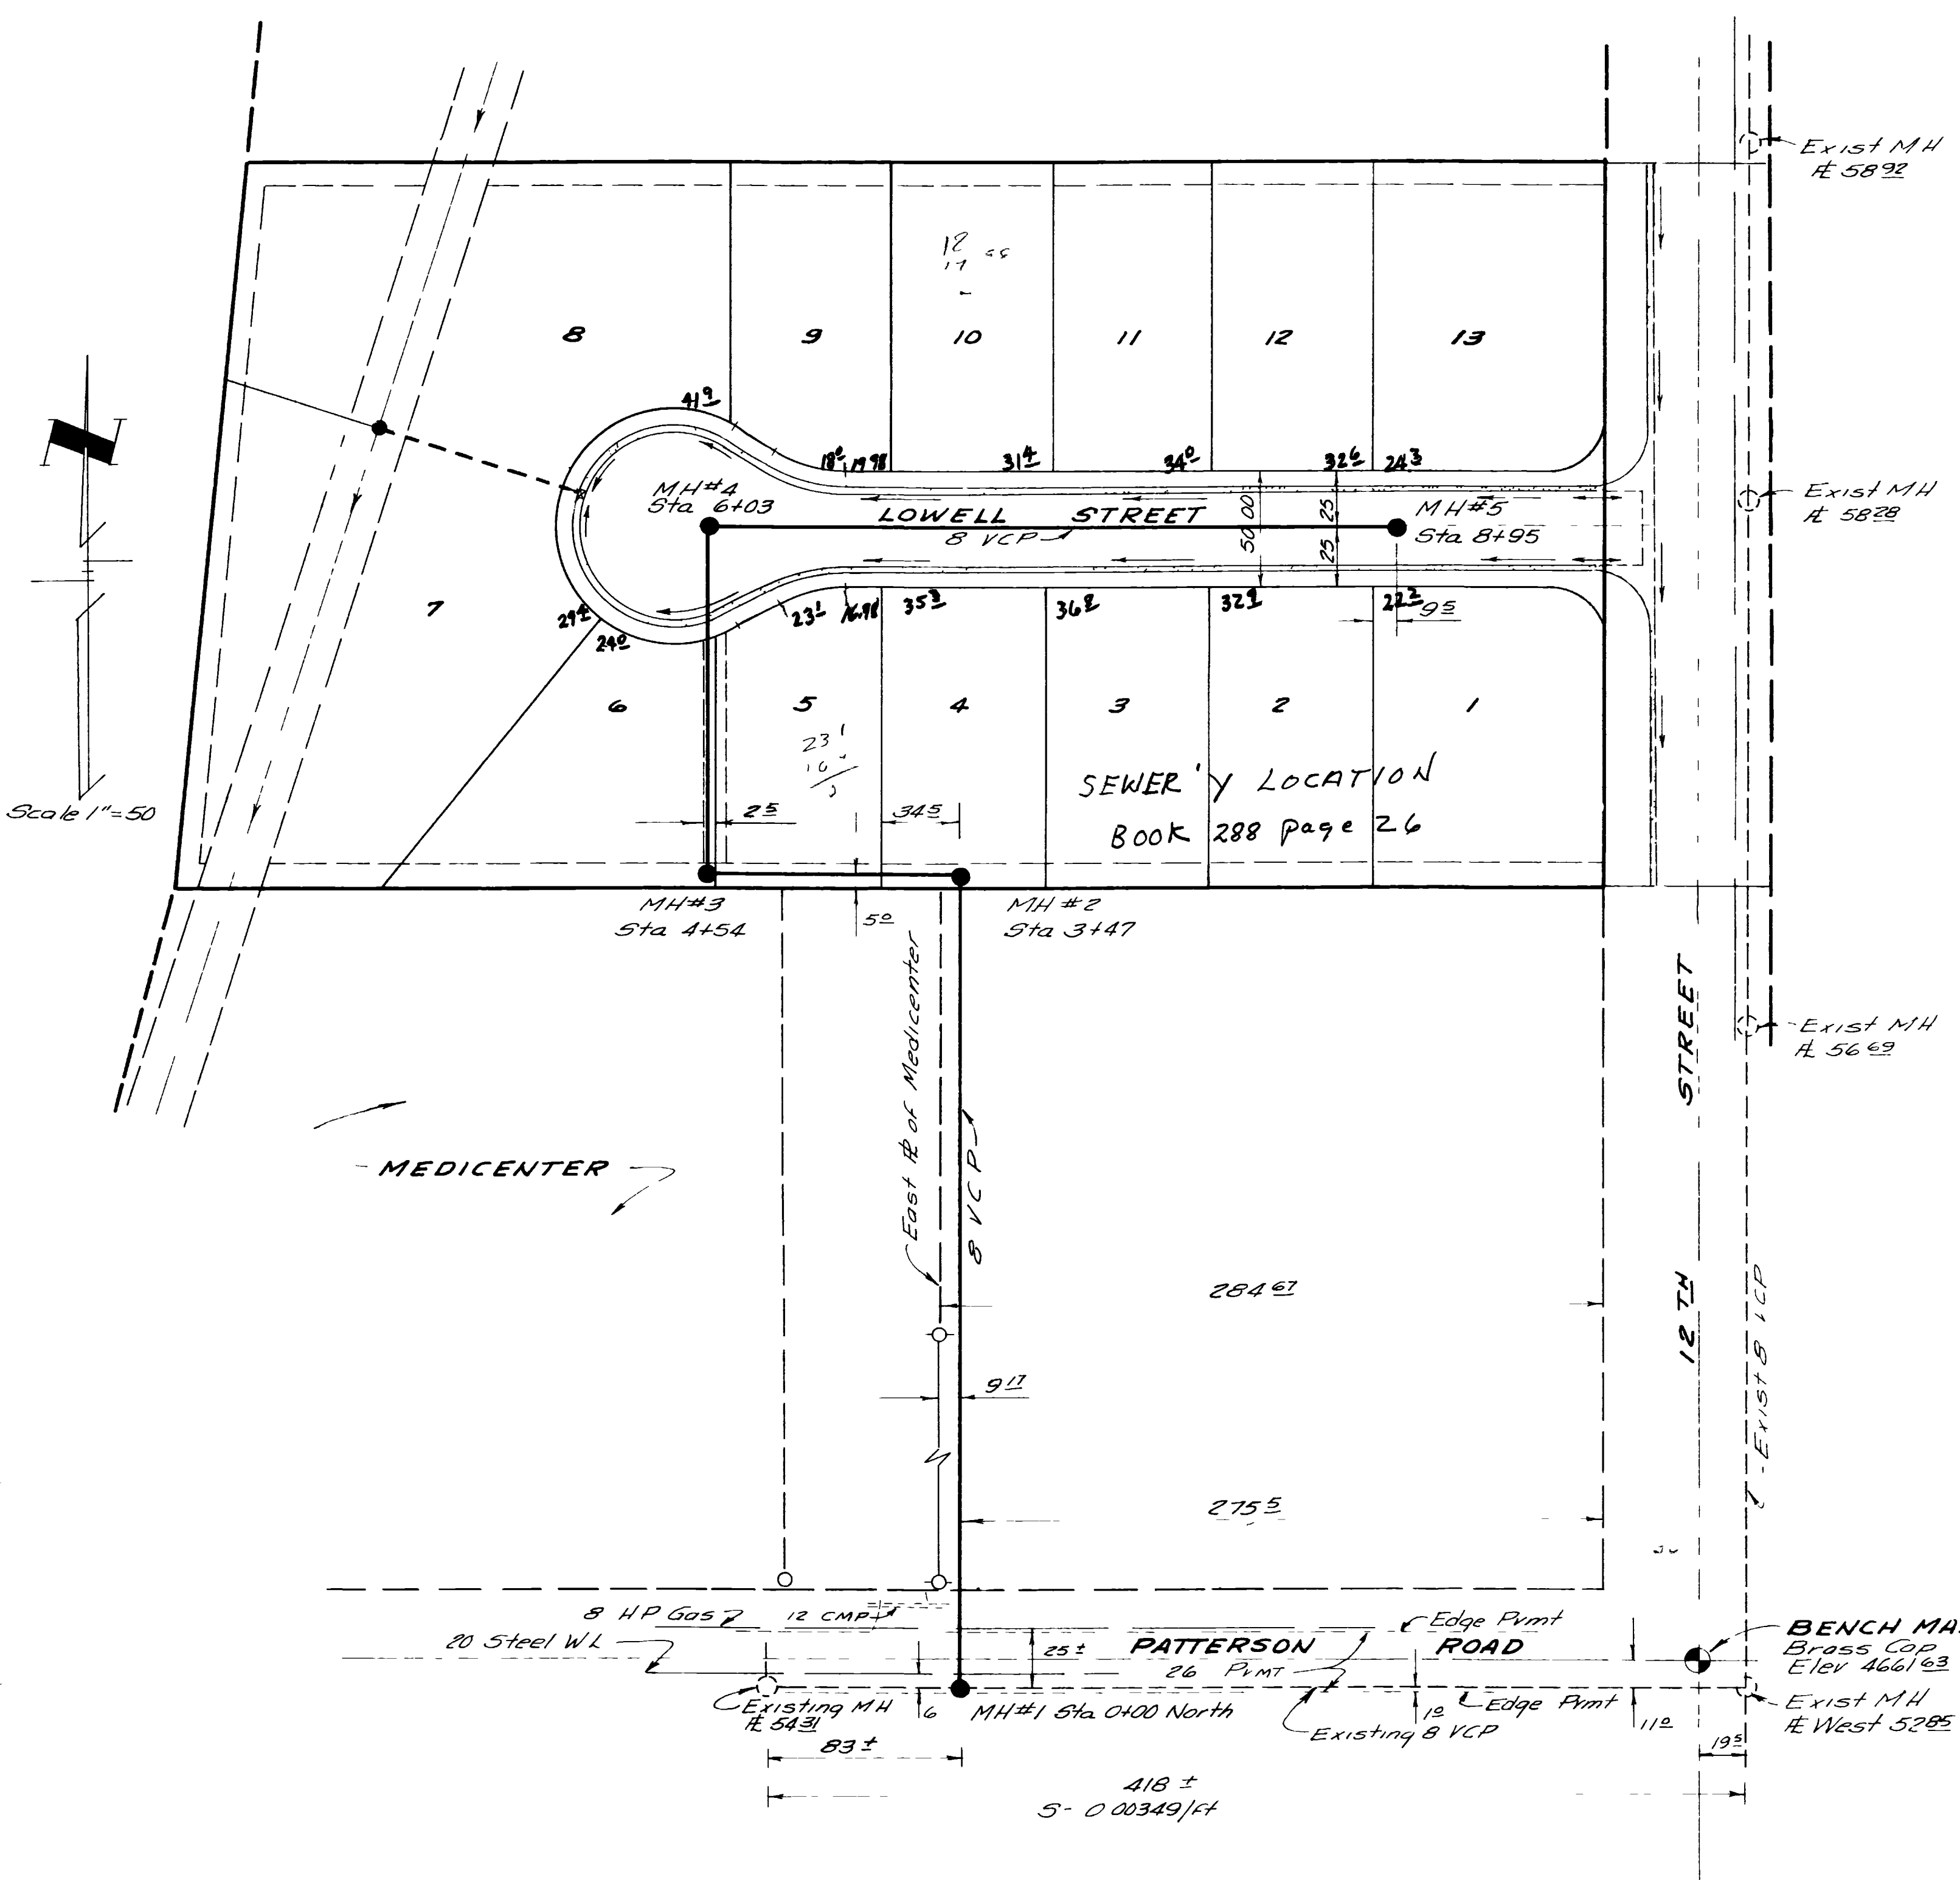 Exist MH
℄ 58 92
12
17
8
9
10
11
12
13
41 9
18 0
19 98
31 4
34 0
32 6
24 3
MH#4
Sta 6+03
LOWELL STREET
8 VCP
50 00
25
25
MH#5
Sta 8+95
Exist MH
℄ 58 28
7
29 4
24 0
23 1
16.98
35 3
36 8
32 9
22 2
9 5
6
5
4
3
2
1
23 1
N
Scale 1"=50
SEWER 'Y LOCATION
BOOK 288 page 26
2 5
34 5
MH#3
Sta 4+54
5 0
MH #2
Sta 3+47
East ℄ of Medicenter
8 VCP
STREET
12 TH
Exist MH
℄ 56 69
- MEDICENTER
284 67
9 17
Exist 8 VCP
275 5
8 HP Gas
12 CMP
20 Steel WL
25 ±
PATTERSON ROAD
26 Pvmt
Edge Pvmt
BENCH MA
Brass Cap
Elev 4661 63
Existing MH
℄ 54 31
6
MH#1 Sta 0+00 North
1 0
Edge Pvmt
11 0
Existing 8 VCP
Exist MH
℄ West 52 85
19 5
83 ±
418 ±
S- 0 00349/ft